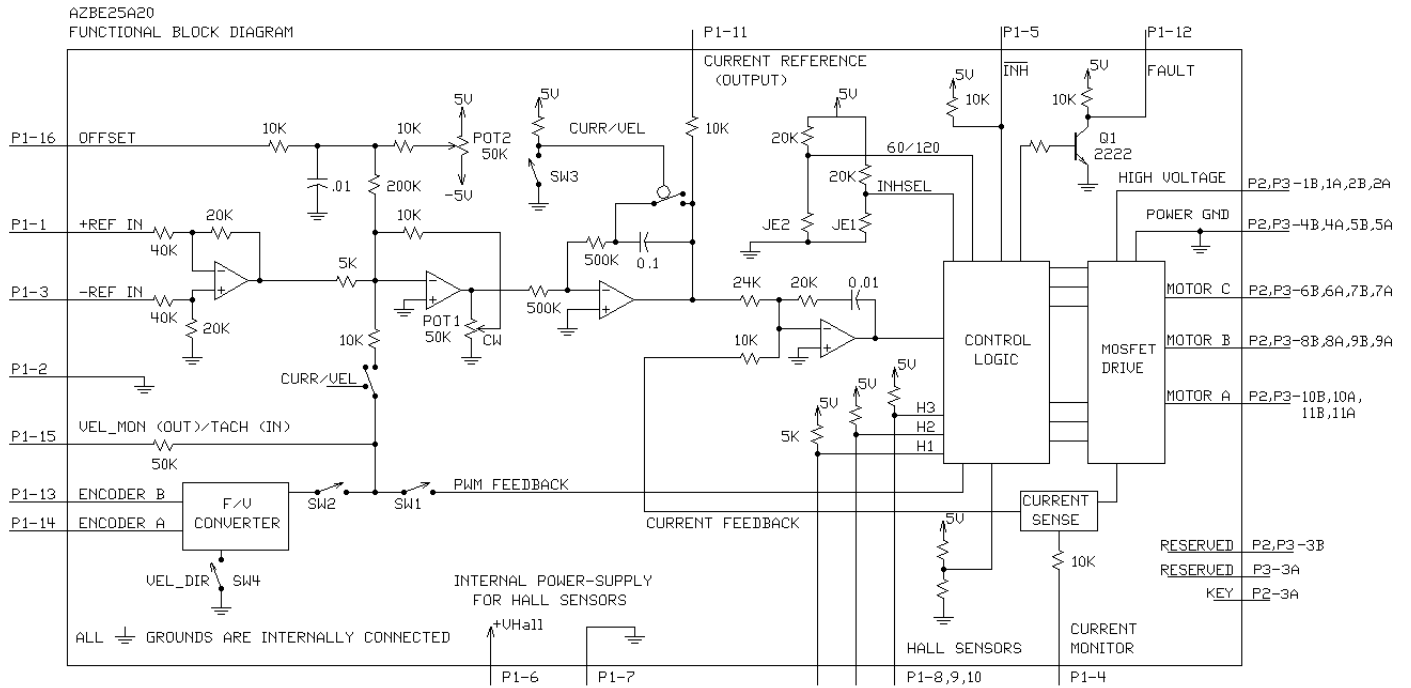 AZBE25A20
FUNCTIONAL BLOCK DIAGRAM
P1-11
P1-5
P1-12
CURRENT REFERENCE
(OUTPUT)
INH
FAULT
5V
10K
5V
10K
Q1
2222
P1-16
OFFSET
10K
10K
5V
POT2
50K
-5V
.01
200K
5V
CURR/VEL
SW3
10K
5V
20K
60/120
20K
INHSEL
JE2
JE1
HIGH VOLTAGE
P2,P3-1B,1A,2B,2A
POWER GND
P2,P3-4B,4A,5B,5A
P1-1
+REF IN
20K
40K
10K
500K
0.1
5K
P1-3
-REF IN
40K
20K
POT1
50K
CW
500K
24K
20K
0.01
10K
CONTROL
LOGIC
MOSFET
DRIVE
MOTOR C
P2,P3-6B,6A,7B,7A
MOTOR B
P2,P3-8B,8A,9B,9A
MOTOR A
P2,P3-10B,10A,
11B,11A
10K
P1-2
CURR/VEL
5V
5V
5V
5K
H3
H2
H1
P1-15
VEL_MON (OUT)/TACH (IN)
50K
P1-13
ENCODER B
P1-14
ENCODER A
F/V
CONVERTER
SW2
SW1
PWM FEEDBACK
CURRENT FEEDBACK
CURRENT
SENSE
5V
10K
VEL_DIR
SW4
RESERVED
P2,P3-3B
RESERVED
P3-3A
KEY
P2-3A
INTERNAL POWER-SUPPLY
FOR HALL SENSORS
+VHall
ALL GROUNDS ARE INTERNALLY CONNECTED
HALL SENSORS
CURRENT
MONITOR
P1-6
P1-7
P1-8,9,10
P1-4